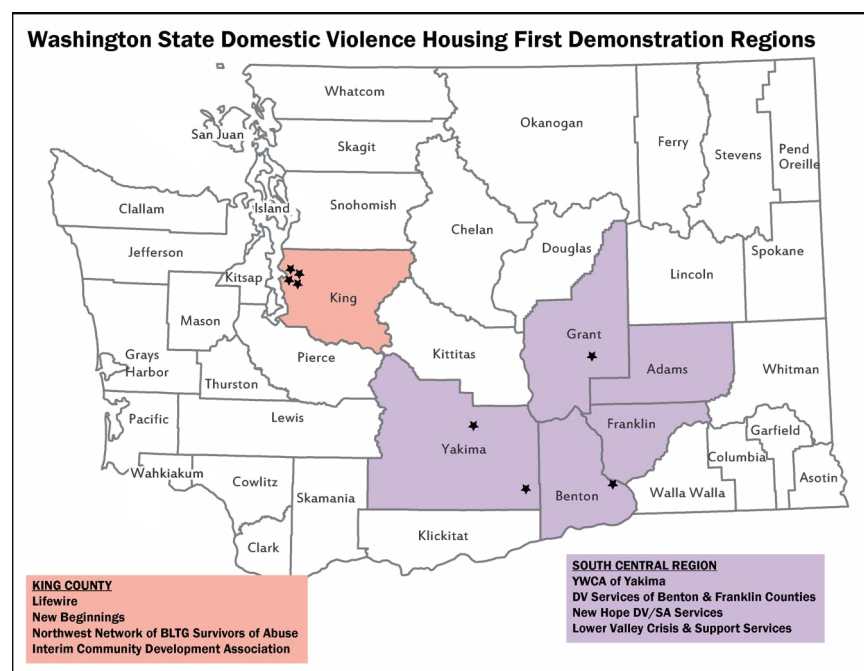 Washington State Domestic Violence Housing First Demonstration Regions
Whatcom
Okanogan
San Juan
Skagit
Ferry
Stevens
Pend
Oreille
Clallam
Island
Snohomish
Chelan
Douglas
Jefferson
Kitsap
King
Lincoln
Spokane
Mason
Grant
Grays
Harbor
Pierce
Kittitas
Adams
Whitman
Thurston
Pacific
Lewis
Yakima
Franklin
Garfield
Columbia
Wahkiakum
Cowlitz
Skamania
Benton
Walla Walla
Asotin
Clark
Klickitat
KING COUNTY
Lifewire
New Beginnings
Northwest Network of BLTG Survivors of Abuse
Interim Community Development Association
SOUTH CENTRAL REGION
YWCA of Yakima
DV Services of Benton & Franklin Counties
New Hope DV/SA Services
Lower Valley Crisis & Support Services